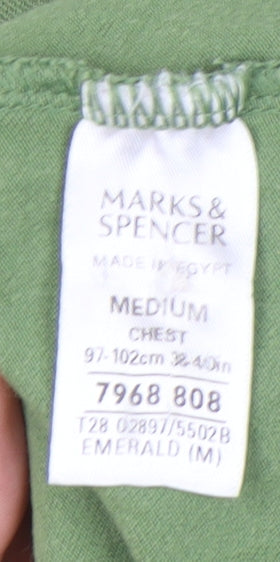 MARKS &
SPENCER
MADE IN EGYPT
MEDIUM
CHEST
97-102cm 38-40in
7968 808
T28 02897/5502B
EMERALD (M)